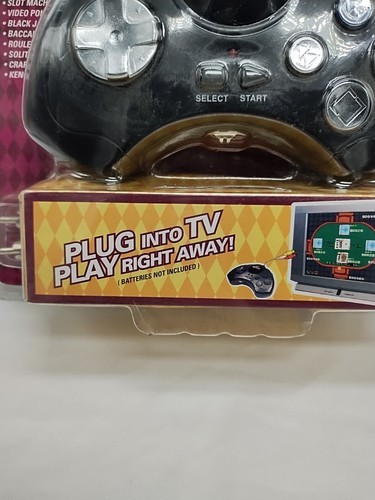 • SLOT MACH
• VIDEO PO
• BLACK J
• BACCA
• ROULE
• SOLIT
• CRAP
• KEN
SELECT START
PLUG INTO TV
PLAY RIGHT AWAY!
( BATTERIES NOT INCLUDED )